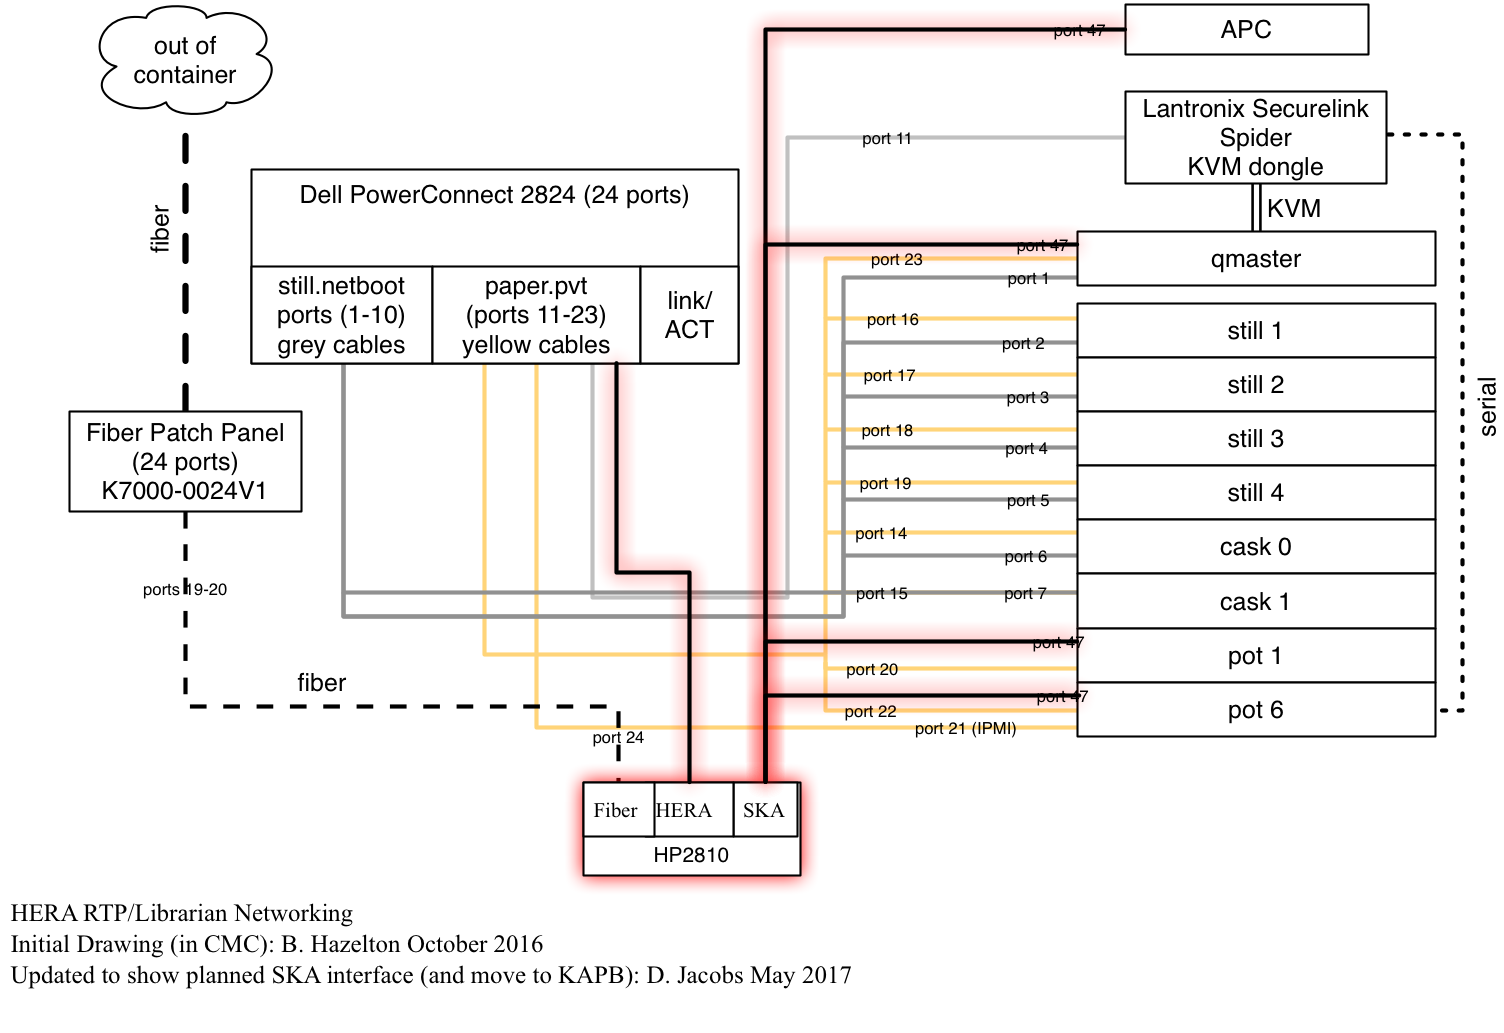 out of
container
port 47
APC
Lantronix Securelink
Spider
KVM dongle
port 11
fiber
Dell PowerConnect 2824 (24 ports)
KVM
still.netboot
ports (1-10)
grey cables
paper.pvt
(ports 11-23)
yellow cables
link/
ACT
port 47
port 23
port 1
qmaster
port 16
port 2
still 1
port 17
port 3
still 2
port 18
port 4
still 3
port 19
port 5
still 4
port 14
port 6
cask 0
port 15
port 7
cask 1
port 47
port 20
pot 1
port 47
port 22
port 21 (IPMI)
pot 6
serial
Fiber Patch Panel
(24 ports)
K7000-0024V1
ports 19-20
fiber
port 24
Fiber
HERA
SKA
HP2810
HERA RTP/Librarian Networking
Initial Drawing (in CMC): B. Hazelton October 2016
Updated to show planned SKA interface (and move to KAPB): D. Jacobs May 2017